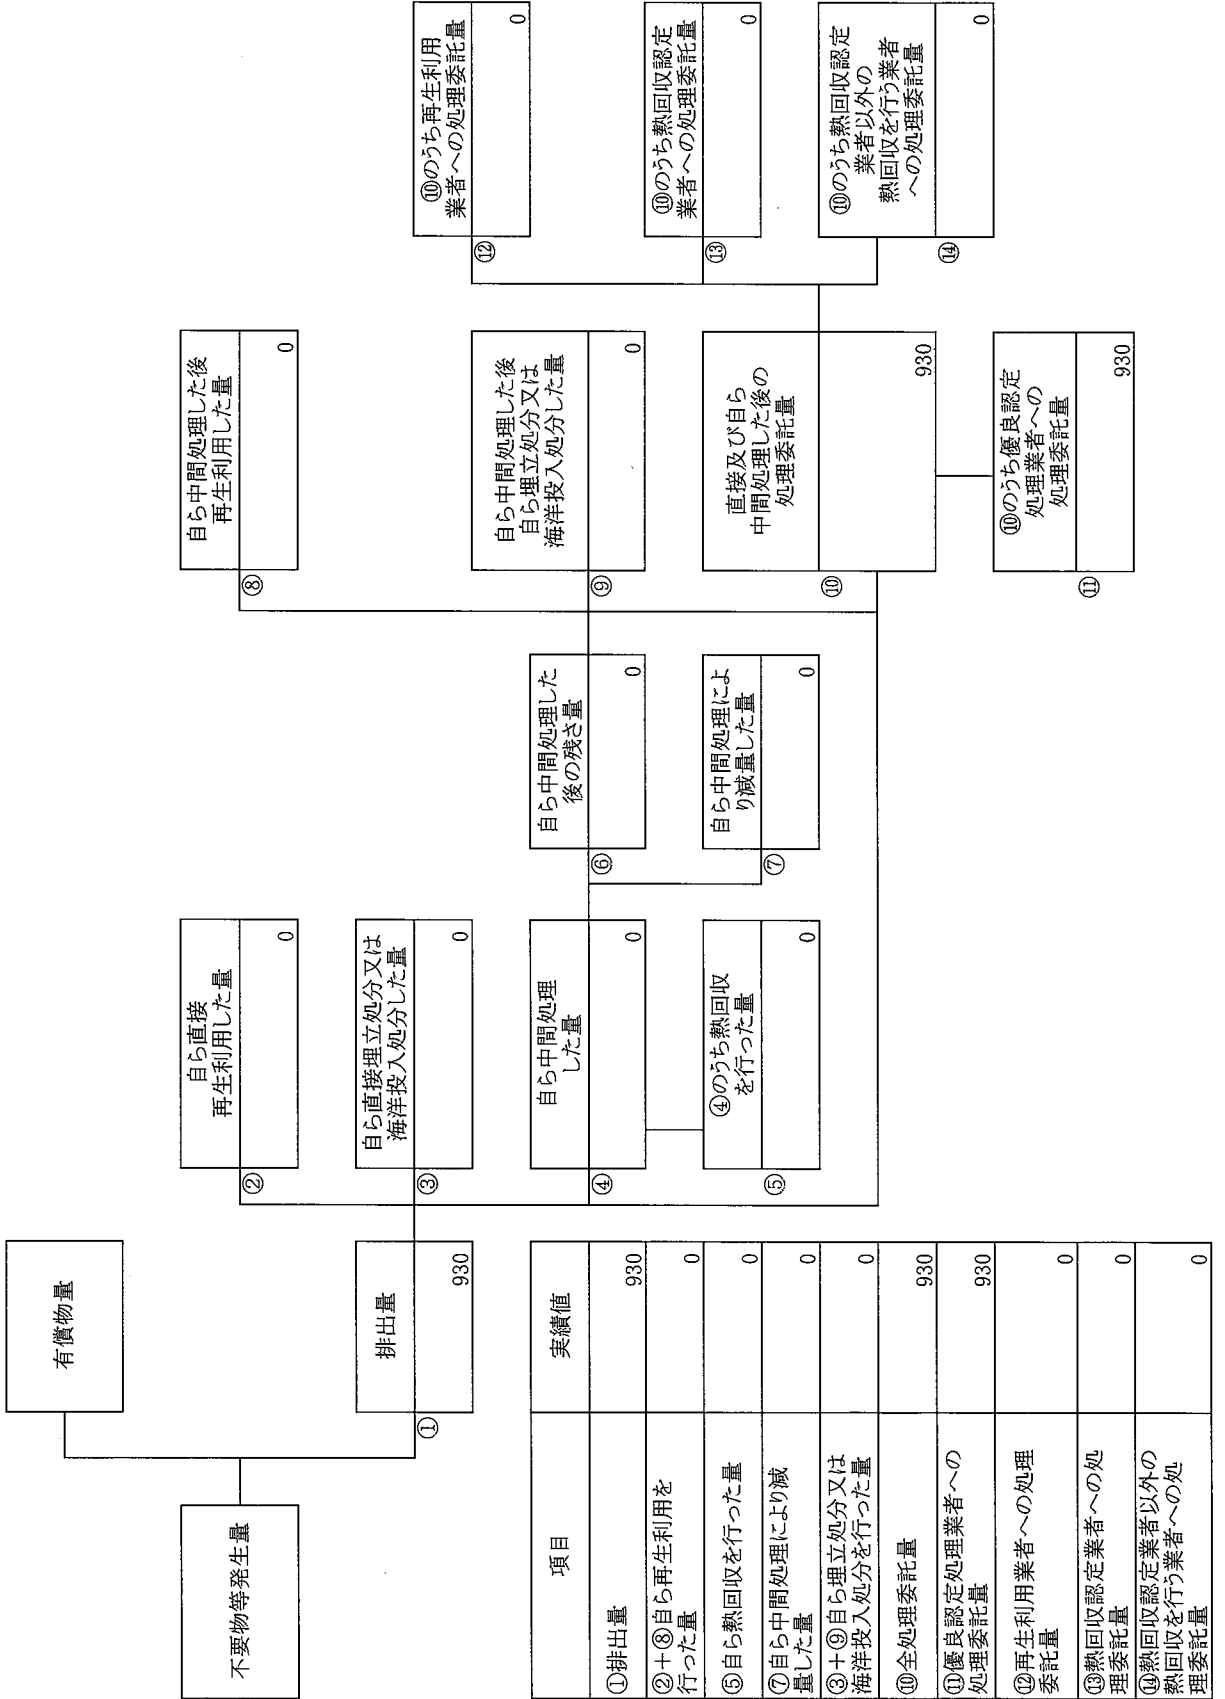 有償物量
不要物等発生量
排出量
①
930
自ら直接
再生利用した量
②
0
自ら直接埋立処分又は
海洋投入処分した量
③
0
自ら中間処理
した量
④
0
④のうち熱回収
を行った量
⑤
0
自ら中間処理した
後の残さ量
⑥
0
自ら中間処理によ
り減量した量
⑦
0
自ら中間処理した後
再生利用した量
⑧
0
自ら中間処理した後
自ら埋立処分又は
海洋投入処分した量
⑨
0
直接及び自ら
中間処理した後の
処理委託量
⑩
930
⑩のうち優良認定
処理業者への
処理委託量
⑪
930
⑩のうち再生利用
業者への処理委託量
⑫
0
⑩のうち熱回収認定
業者への処理委託量
⑬
0
⑩のうち熱回収認定
業者以外の
熱回収を行う業者
への処理委託量
⑭
0
項目 実績値
①排出量 930
②+⑧自ら再生利用を
行った量 0
⑤自ら熱回収を行った量 0
⑦自ら中間処理により減
量した量 0
③+⑨自ら埋立処分又は
海洋投入処分を行った量 0
⑩全処理委託量 930
⑪優良認定処理業者への
処理委託量 930
⑫再生利用業者への処理
委託量 0
⑬熱回収認定業者への処
理委託量 0
⑭熱回収認定業者以外の
熱回収を行う業者への処
理委託量 0